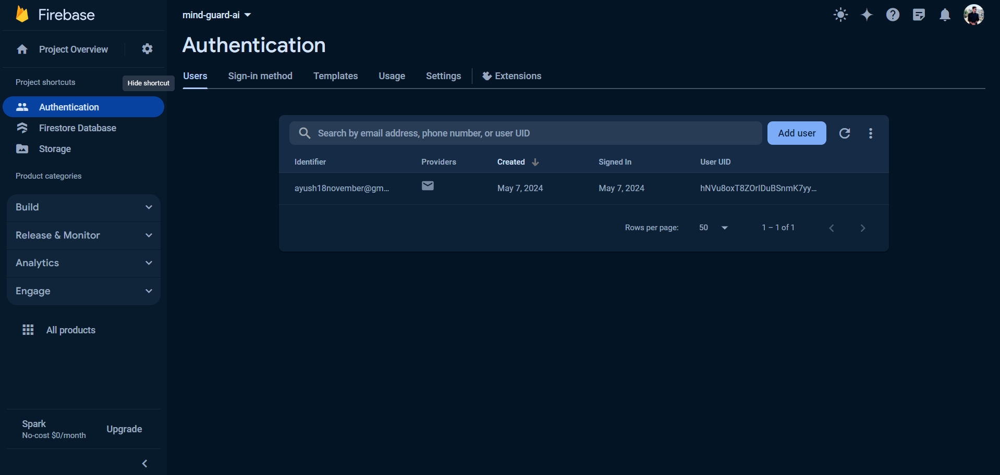 Firebase
mind-guard-ai
Project Overview
Authentication
Users Sign-in method Templates Usage Settings Extensions
Project shortcuts
Hide shortcut
Authentication
Firestore Database
Storage
Product categories
Build
Release & Monitor
Analytics
Engage
All products
Spark
No-cost $0/month
Upgrade
Search by email address, phone number, or user UID
Add user
Identifier Providers Created Signed In User UID
ayush18november@gm... May 7, 2024 May 7, 2024 hNVu8oxT8ZOrIDuBSnmK7yy...
Rows per page: 50 1 – 1 of 1